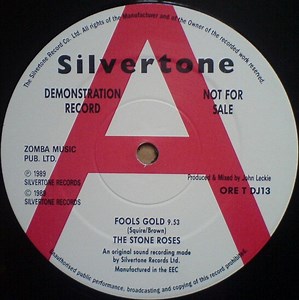 All rights of the Manufacturer and of the Owner of the recorded work reserved.
The Silvertone Record Co. Ltd.
Silvertone
DEMONSTRATION RECORD
NOT FOR SALE
ZOMBA MUSIC
PUB. LTD.
℗ 1989
SILVERTONE RECORDS
© 1989
SILVERTONE RECORDS
Produced & Mixed by John Leckie
ORE T DJ13
A
FOOLS GOLD 9.53
(Squire/Brown)
THE STONE ROSES
An original sound recording made
by Silvertone Records Ltd.
Manufactured in the EEC
Unauthorised public performance, broadcasting and copying of this record prohibited.